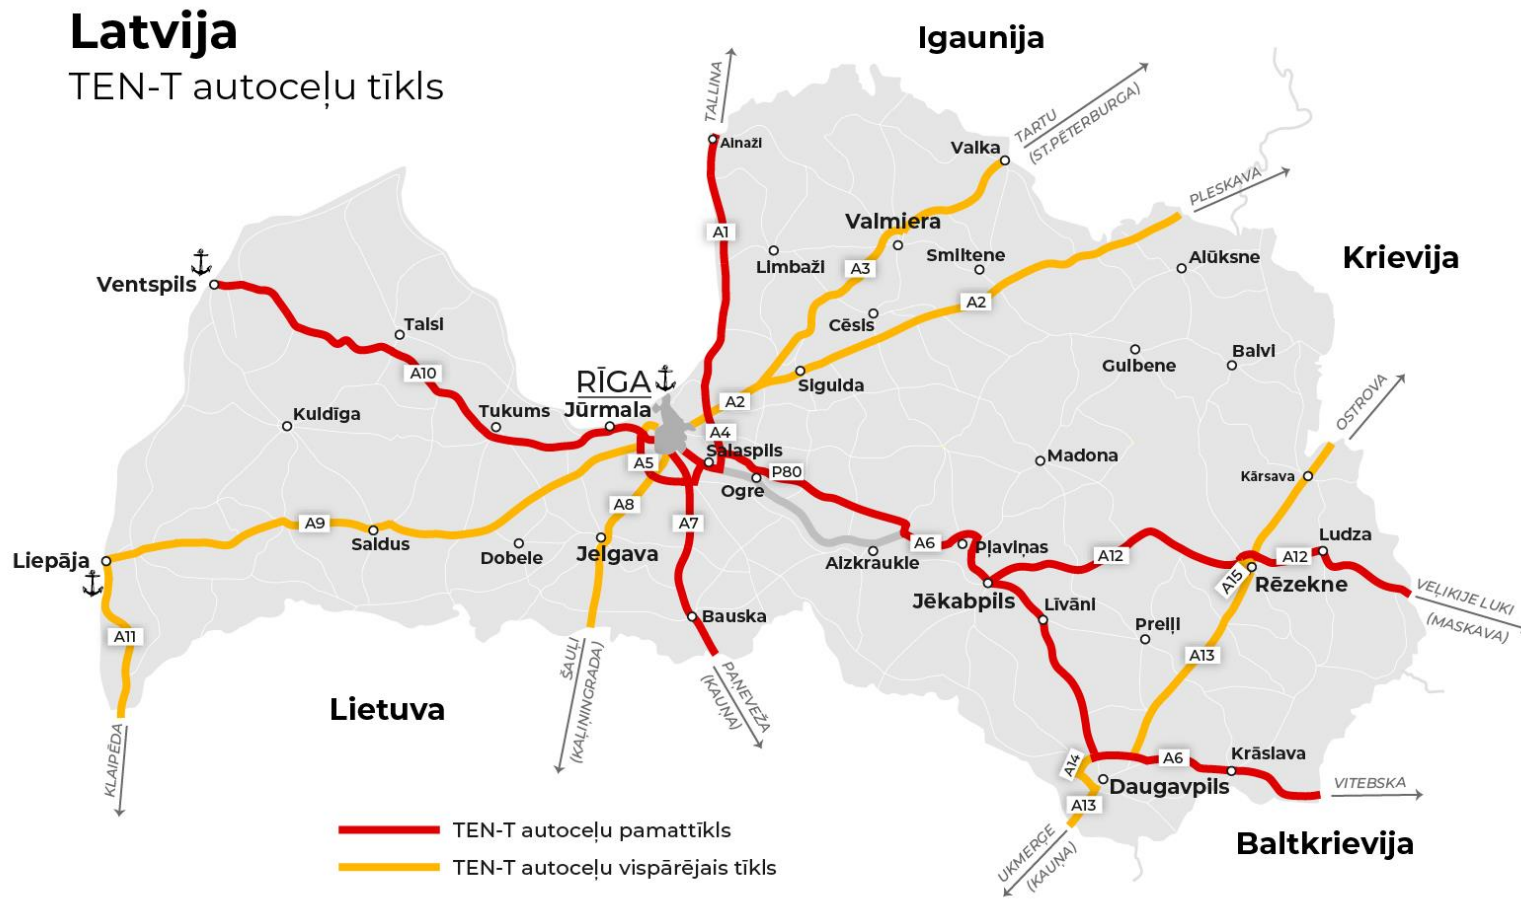 Latvija
TEN-T autoceļu tīkls
Igaunija
TALLINA
Ainaži
TARTU
(ST.PĒTERBURGA)
Valka
PLESKAVA
Valmiera
A1
Limbaži
A3
Smiltene
Alūksne
Krievija
Ventspils
A2
Cēsis
Talsi
Gulbene
Balvi
A10
RĪGA
Sigulda
OSTROVA
Kuldīga
Tukums
Jūrmala
A2
A4
Salaspils
A5
P80
Ogre
Madona
Kārsava
A8
A9
Saldus
A7
Dobele
Jelgava
Liepāja
Aizkraukle
A6
Pļaviņas
A12
A12
Ludza
A15
Rēzekne
Jēkabpils
Līvāni
VEĻIKIJE LUKI
(MASKAVA)
Bauska
A11
Preiļi
A13
ŠAUĻI
(KAĻIŅINGRADA)
PAŅEVEŽA
(KAUŅA)
Lietuva
KLAIPĒDA
A14
A6
Krāslava
Daugavpils
VITEBSKA
A13
UKMERĢE
(KAUŅA)
Baltkrievija
TEN-T autoceļu pamattīkls
TEN-T autoceļu vispārējais tīkls